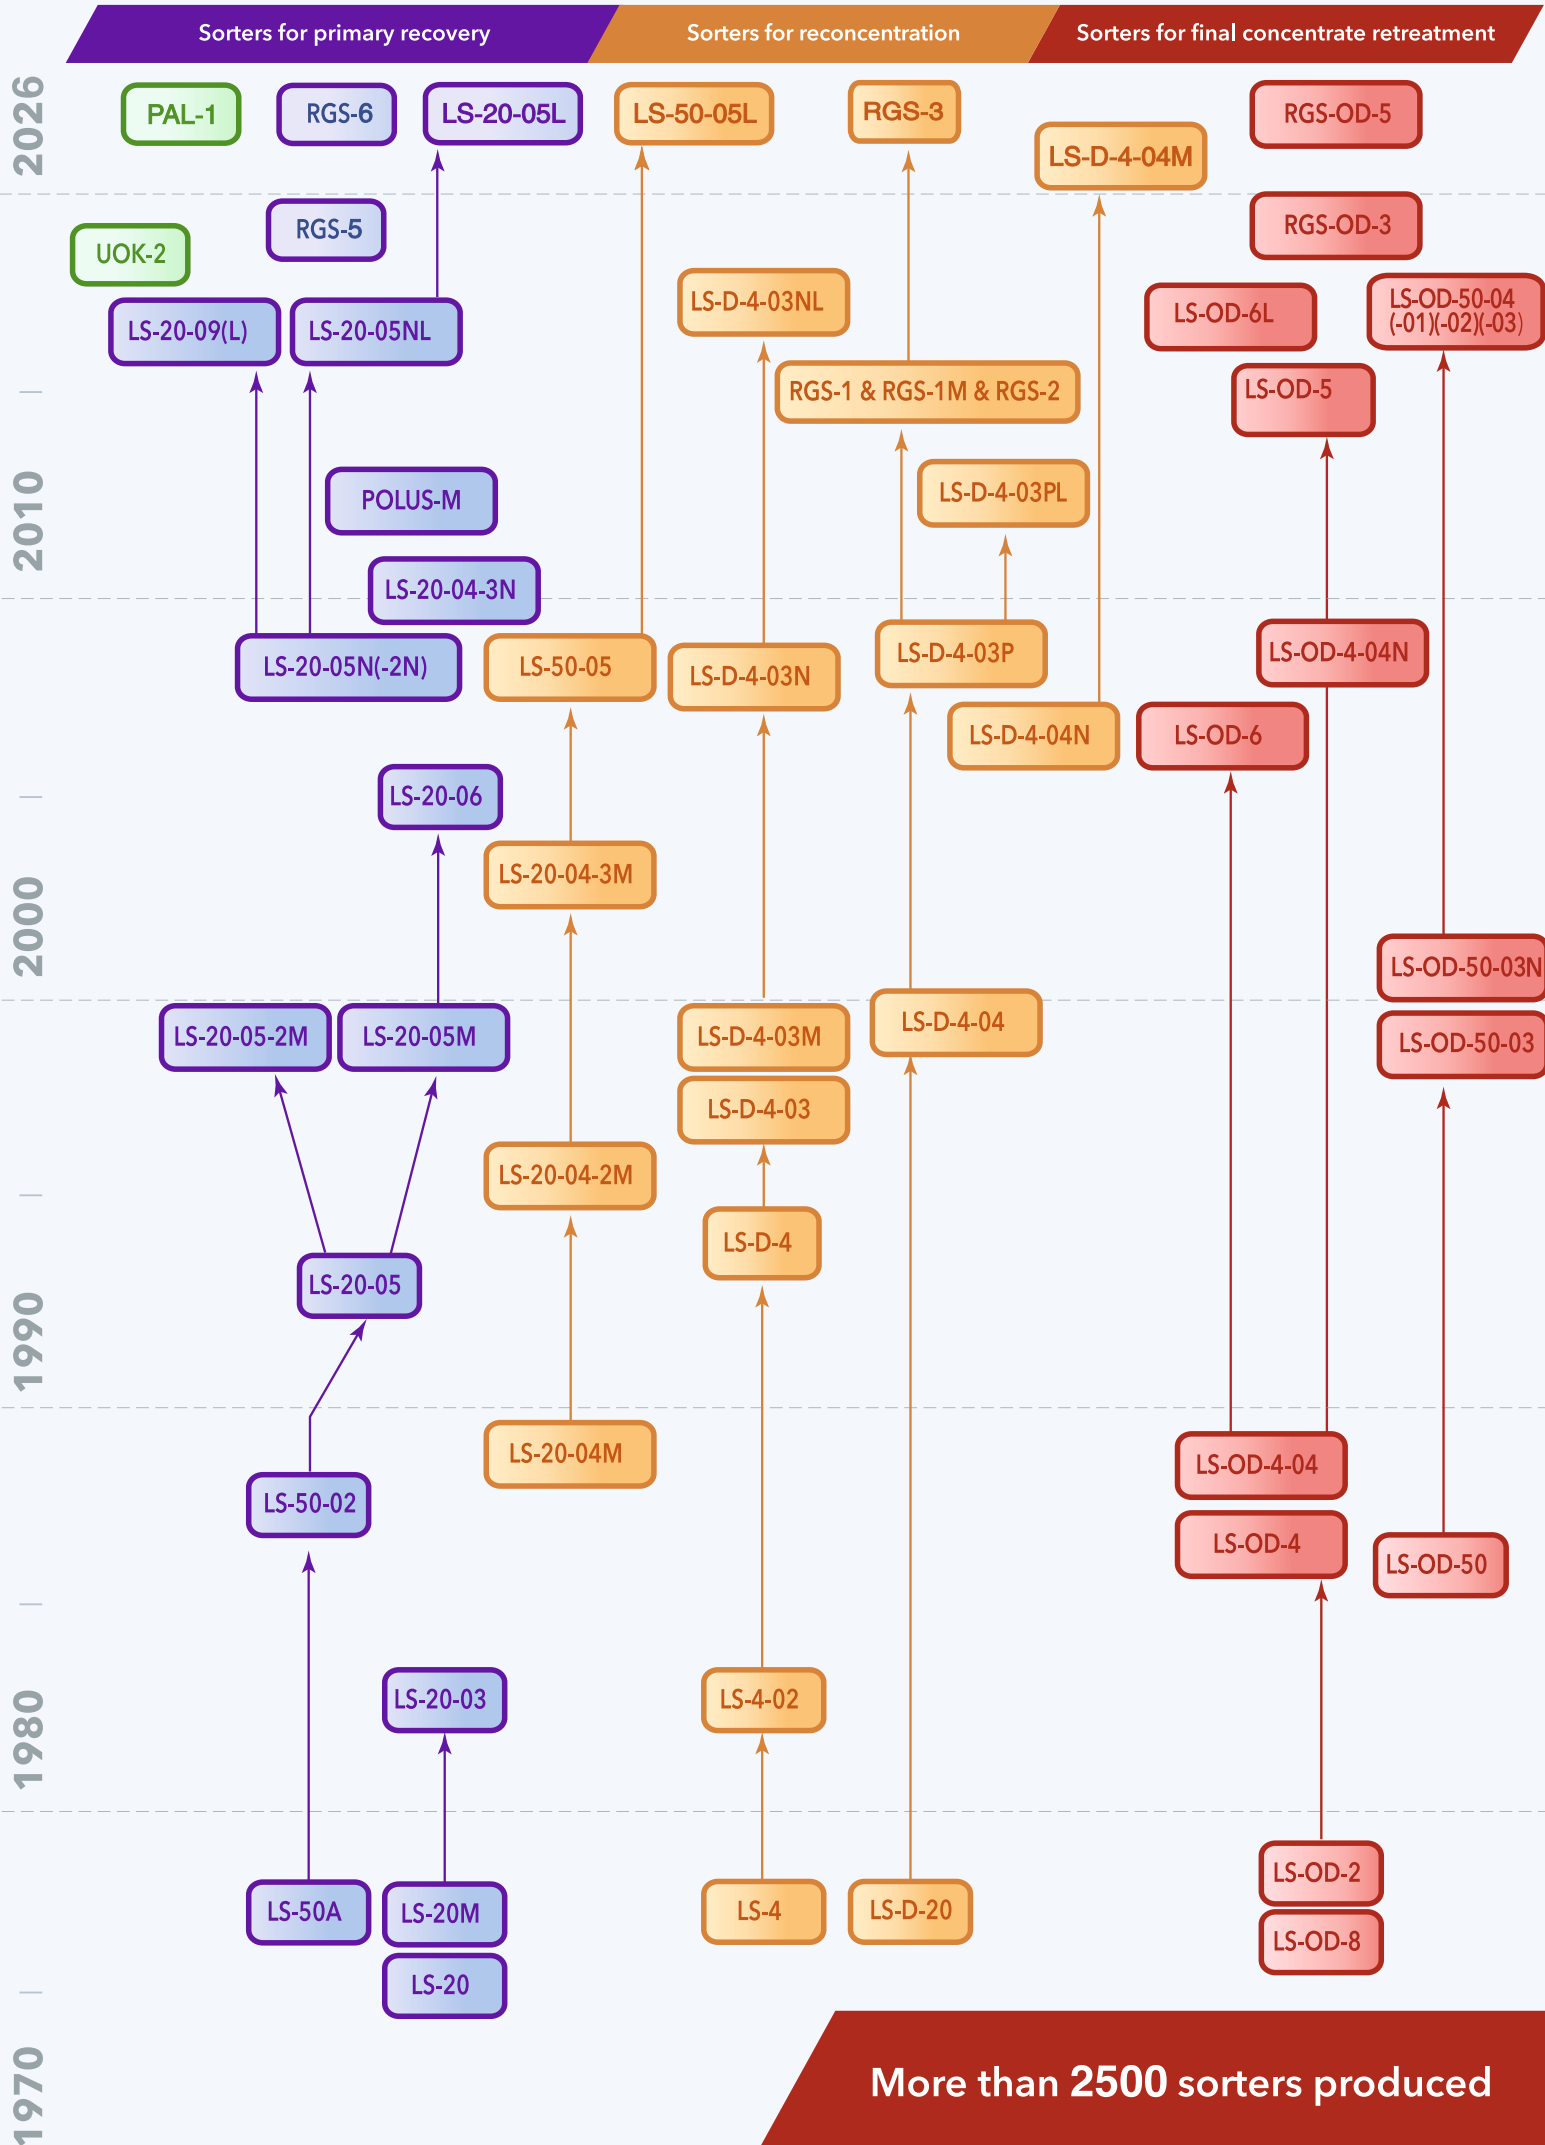 Sorters for primary recovery
Sorters for reconcentration
Sorters for final concentrate retreatment
2026
PAL-1
RGS-6
LS-20-05L
LS-50-05L
RGS-3
LS-D-4-04M
RGS-OD-5
UOK-2
RGS-5
RGS-OD-3
LS-20-09(L)
LS-20-05NL
LS-D-4-03NL
LS-OD-6L
LS-OD-50-04
(-01)(-02)(-03)
RGS-1 & RGS-1M & RGS-2
LS-OD-5
2010
POLUS-M
LS-D-4-03PL
LS-20-04-3N
LS-20-05N(-2N)
LS-50-05
LS-D-4-03N
LS-D-4-03P
LS-OD-4-04N
LS-D-4-04N
LS-OD-6
LS-20-06
LS-20-04-3M
2000
LS-OD-50-03N
LS-20-05-2M
LS-20-05M
LS-D-4-03M
LS-D-4-04
LS-OD-50-03
LS-D-4-03
LS-20-04-2M
LS-D-4
LS-20-05
1990
LS-20-04M
LS-OD-4-04
LS-50-02
LS-OD-4
LS-OD-50
1980
LS-20-03
LS-4-02
LS-OD-2
LS-50A
LS-20M
LS-4
LS-D-20
LS-OD-8
LS-20
1970
More than 2500 sorters produced